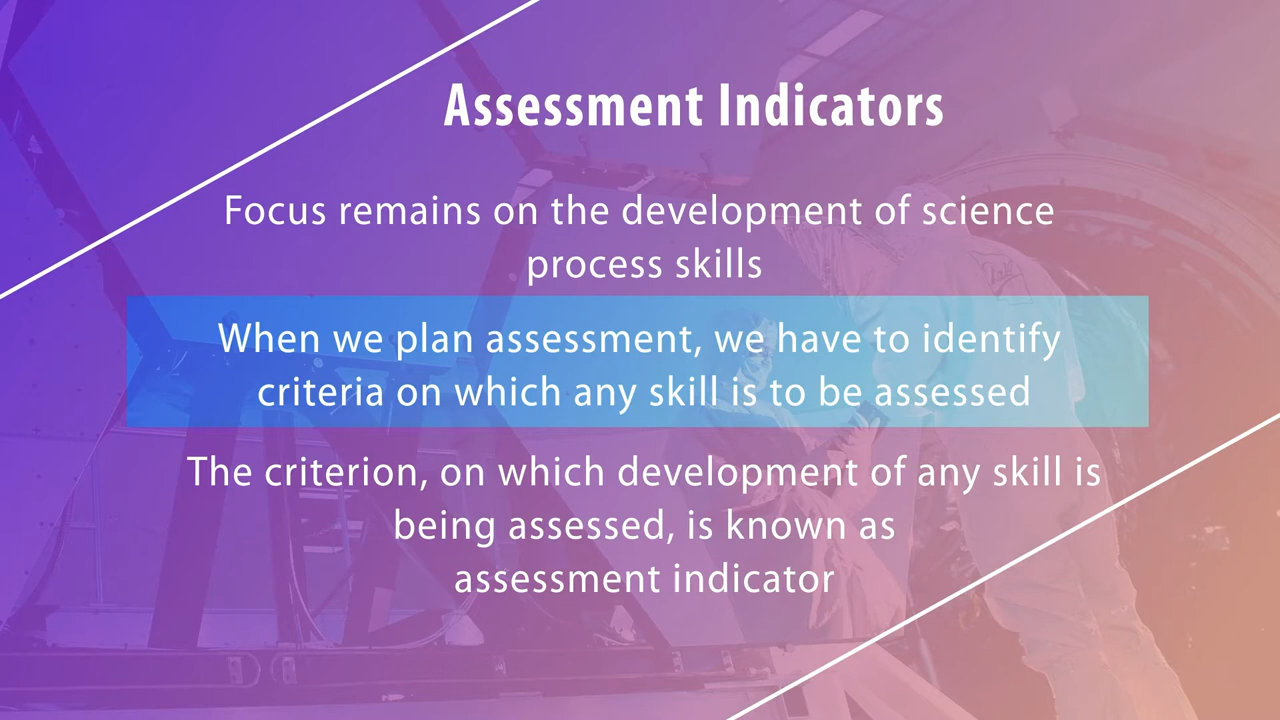 Assessment Indicators
Focus remains on the development of science
process skills
When we plan assessment, we have to identify
criteria on which any skill is to be assessed
The criterion, on which development of any skill is
being assessed, is known as
assessment indicator